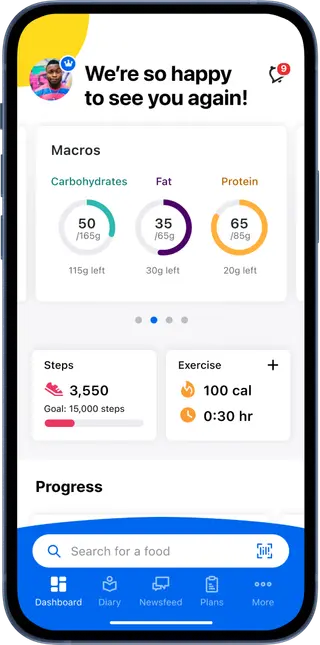 We're so happy
to see you again!
9
Macros
Carbohydrates Fat Protein
50 35 65
/165g /65g /85g
115g left 30g left 20g left
Steps
3,550
Goal: 15,000 steps
Exercise +
100 cal
0:30 hr
Progress
Search for a food
Dashboard Diary Newsfeed Plans More